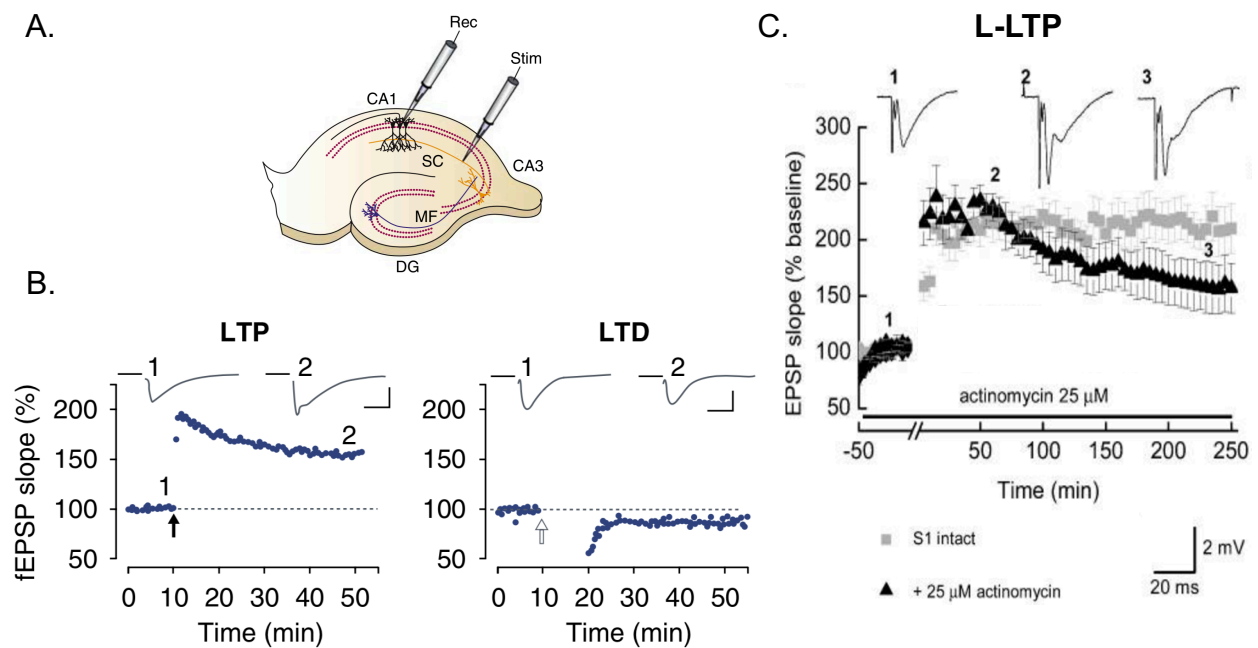 A.
Rec
Stim
CA1
SC
CA3
MF
DG
B.
LTP
1
2
fEPSP slope (%)
200
150
100
50
1
2
0 10 20 30 40 50
Time (min)
LTD
1
2
200
150
100
50
0 10 20 30 40 50
Time (min)
C.
L-LTP
1
2
3
EPSP slope (% baseline)
300
250
200
150
100
50
2
3
1
actinomycin 25 µM
-50 50 100 150 200 250
Time (min)
S1 intact
+ 25 µM actinomycin
2 mV
20 ms